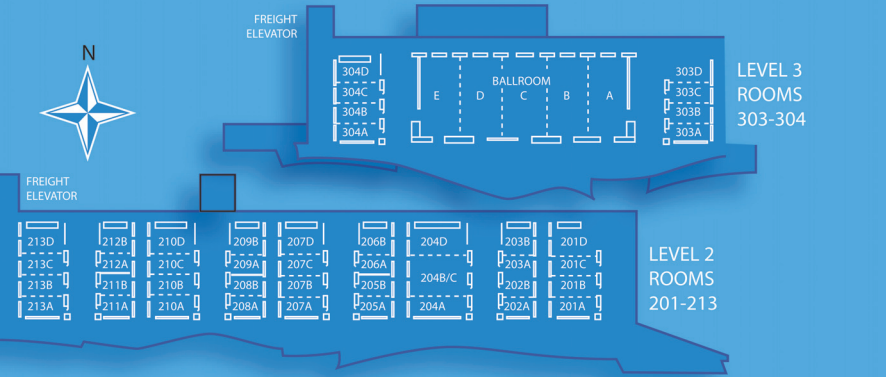 N
FREIGHT
ELEVATOR
304D
304C
304B
304A
BALLROOM
E D C B A
303D
303C
303B
303A
LEVEL 3
ROOMS
303-304
FREIGHT
ELEVATOR
213D 212B 210D 209B 207D 206B 204D 203B 201D
213C 212A 210C 209A 207C 206A 204B/C 203A 201C
213B 211B 210B 208B 207B 205B 202B 201B
213A 211A 210A 208A 207A 205A 204A 202A 201A
LEVEL 2
ROOMS
201-213